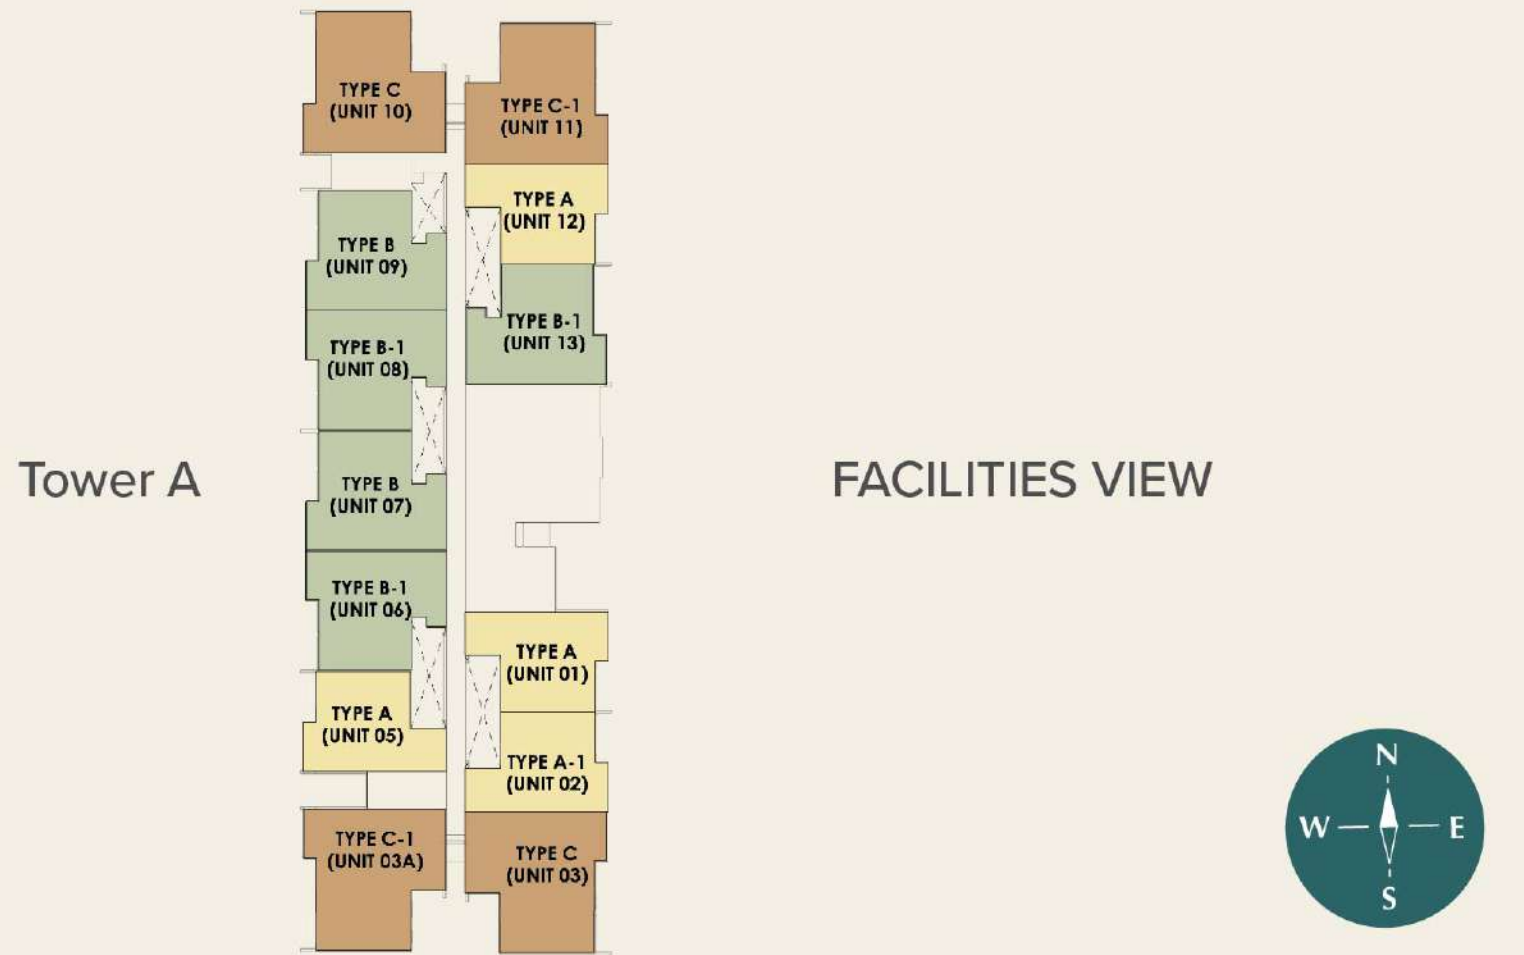 TYPE C
(UNIT 10)
TYPE C-1
(UNIT 11)
TYPE A
(UNIT 12)
TYPE B
(UNIT 09)
TYPE B-1
(UNIT 13)
TYPE B-1
(UNIT 08)
Tower A
TYPE B
(UNIT 07)
FACILITIES VIEW
TYPE B-1
(UNIT 06)
TYPE A
(UNIT 01)
TYPE A
(UNIT 05)
TYPE A-1
(UNIT 02)
TYPE C-1
(UNIT 03A)
TYPE C
(UNIT 03)
N
W
E
S